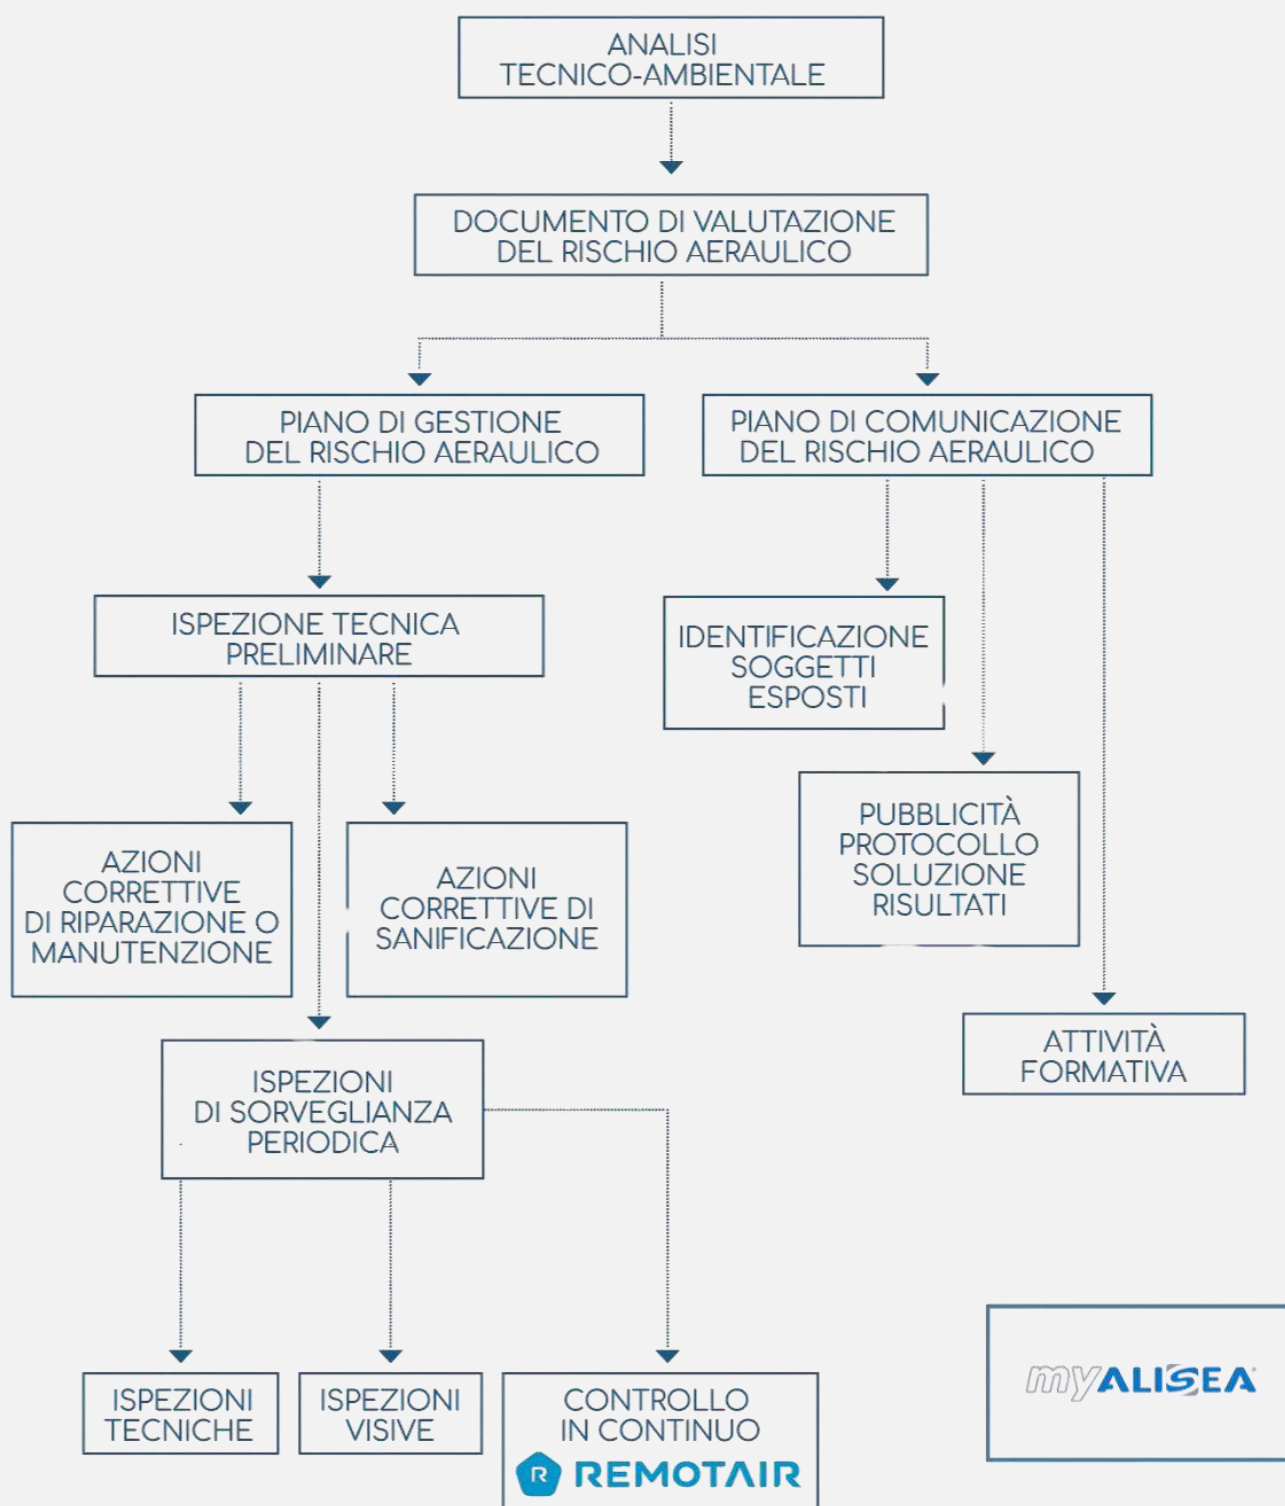 ANALISI
TECNICO-AMBIENTALE
DOCUMENTO DI VALUTAZIONE
DEL RISCHIO AERAULICO
PIANO DI GESTIONE
DEL RISCHIO AERAULICO
PIANO DI COMUNICAZIONE
DEL RISCHIO AERAULICO
ISPEZIONE TECNICA
PRELIMINARE
IDENTIFICAZIONE
SOGGETTI
ESPOSTI
PUBBLICITÀ
PROTOCOLLO
SOLUZIONE
RISULTATI
AZIONI
CORRETTIVE
DI RIPARAZIONE O
MANUTENZIONE
AZIONI
CORRETTIVE DI
SANIFICAZIONE
ATTIVITÀ
FORMATIVA
ISPEZIONI
DI SORVEGLIANZA
PERIODICA
ISPEZIONI
TECNICHE
ISPEZIONI
VISIVE
CONTROLLO
IN CONTINUO
R REMOTAIR
myALISEA